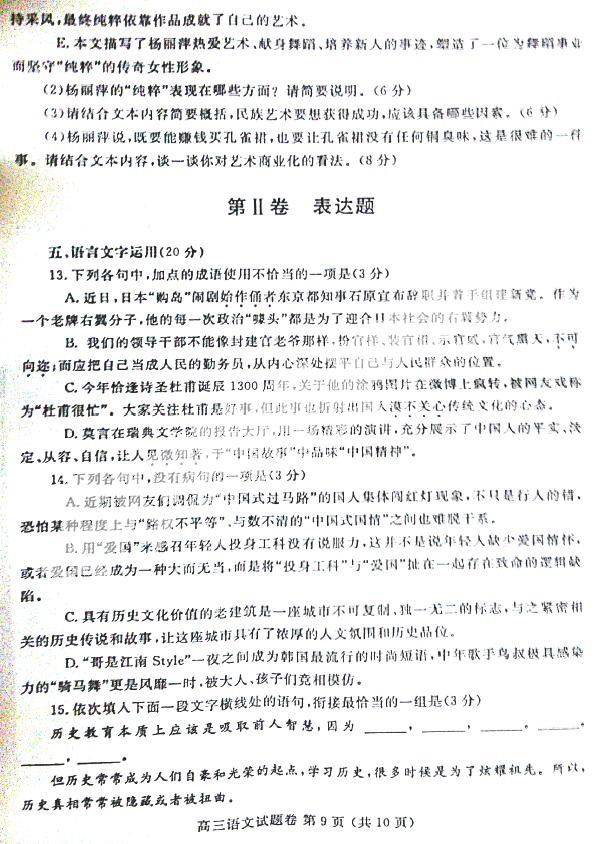 持采风,最终纯粹依靠作品成就了自己的艺术。
E.本文描写了杨丽萍热爱艺术、献身舞蹈、培养新人的事迹,塑造了一位为舞蹈事业
而坚守“纯粹”的传奇女性形象。
(2)杨丽萍的“纯粹”表现在哪些方面?请简要说明。(6分)
(3)请结合文本内容简要概括,民族艺术要想获得成功,应该具备哪些因素。(6分)
(4)杨丽萍说,既要能赚钱买孔雀裙,也要让孔雀裙没有任何铜臭味,这是很难的一件
事。请结合文本内容,谈一谈你对艺术商业化的看法。(8分)
第Ⅱ卷 表达题
五、语言文字运用(20分)
13.下列各句中,加点的成语使用不恰当的一项是(3分)
A.近日,日本“购岛”闹剧始作俑者东京都知事石原宣布辞职并着手组建新党。作为
一个老牌右翼分子,他的每一次政治“噱头”都是为了迎合日本社会的右翼势力。
B.我们的领导干部不能像封建官老爷那样,扮官样、装官相、示官威,官气熏天,不可
向迩;而应把自己当成人民的勤务员,从内心深处摆平自己与人民群众的位置。
C.今年恰逢诗圣杜甫诞辰1300周年,关于他的涂鸦图片在微博上疯转,被网友戏称
为“杜甫很忙”。大家关注杜甫是好事,但此事也折射出国人漠不关心传统文化的心态。
D.莫言在瑞典文学院的报告大厅,用一场精彩的演讲,充分展示了中国人的平实、淡
定、从容、自信,让人见微知著,于“中国故事”中品味“中国精神”。
14.下列各句中,没有病句的一项是(3分)
A.近期被网友们调侃为“中国式过马路”的国人集体闯红灯现象,不只是行人的错,
恐怕某种程度上与“路权不平等”、与数不清的“中国式国情”之间也难脱干系。
B.用“爱国”来感召年轻人投身工科没有说服力,这并不是说年轻人缺少爱国情怀,
或者爱国已经成为一种大而无当,而是将“投身工科”与“爱国”扯在一起存在致命的逻辑缺
陷。
C.具有历史文化价值的老建筑是一座城市不可复制、独一无二的标志,与之紧密相
关的历史传说和故事,让这座城市具有了浓厚的人文氛围和历史品位。
D.“哥是江南Style”一夜之间成为韩国最流行的时尚短语,中年歌手鸟叔极具感染
力的“骑马舞”更是风靡一时,被大人、孩子们竞相模仿。
15.依次填入下面一段文字横线处的语句,衔接最恰当的一组是(3分)
历史教育本质上应该是吸取前人智慧,因为 ____,____,____。____,
____,____。
但历史常常成为人们自豪和光荣的起点,学习历史,很多时候是为了炫耀祖先。所以,
历史真相常常被隐藏或者被扭曲。
高三语文试题卷 第9页(共10页)